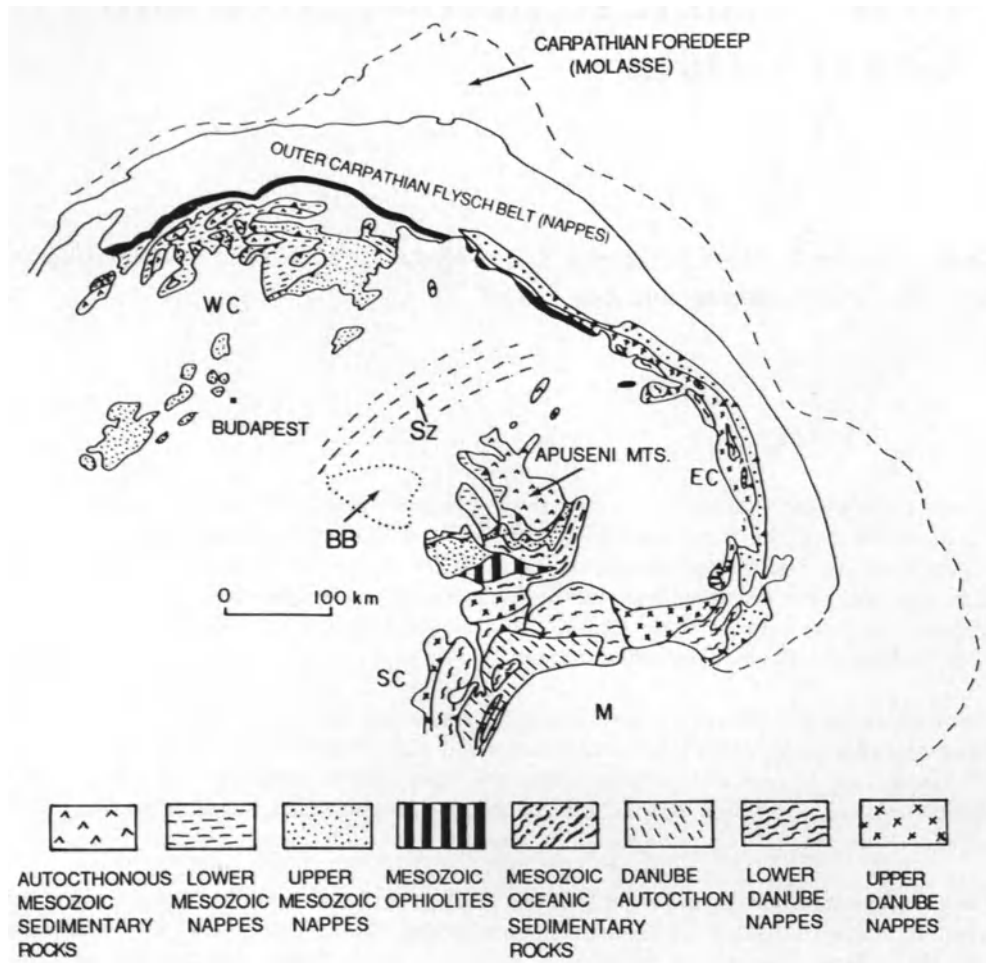 CARPATHIAN FOREDEEP
(MOLASSE)
OUTER CARPATHIAN FLYSCH BELT (NAPPES)
WC
BUDAPEST
SZ
APUSENI MTS.
EC
BB
0 100 km
SC
M
AUTOCTHONOUS
MESOZOIC
SEDIMENTARY
ROCKS
LOWER
MESOZOIC
NAPPES
UPPER
MESOZOIC
NAPPES
MESOZOIC
OPHIOLITES
MESOZOIC
OCEANIC
SEDIMENTARY
ROCKS
DANUBE
AUTOCTHON
LOWER
DANUBE
NAPPES
UPPER
DANUBE
NAPPES